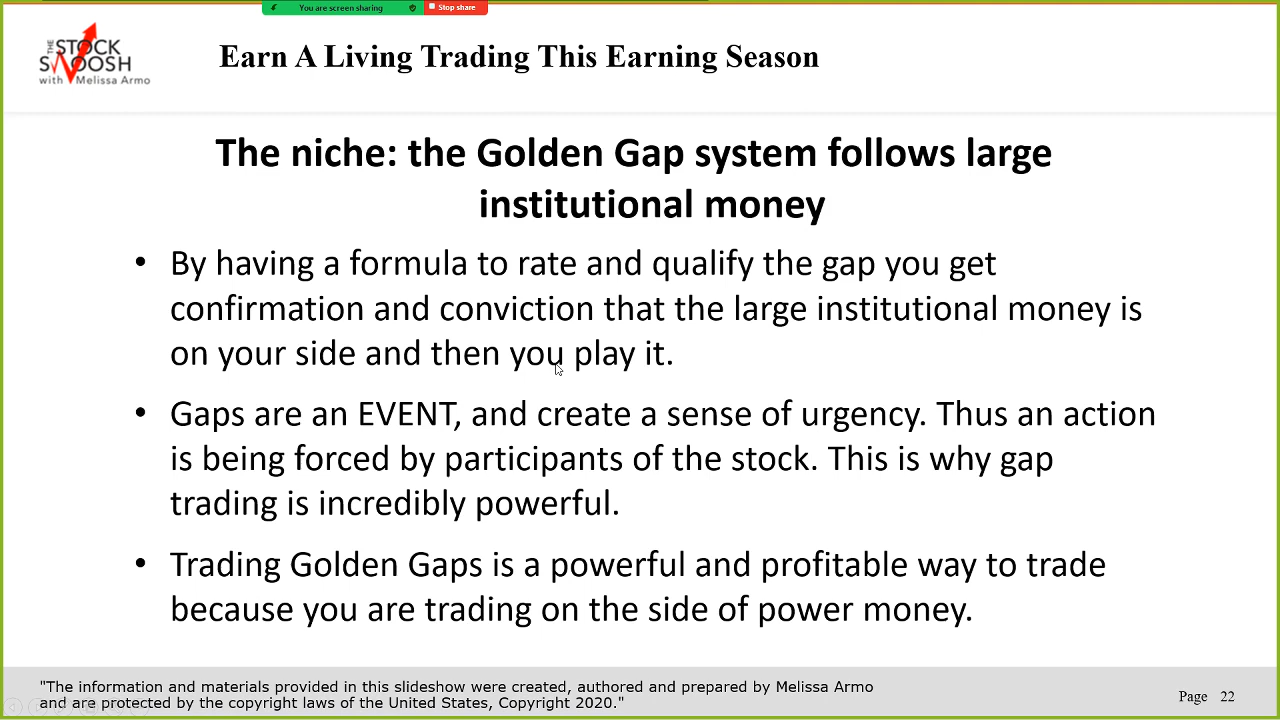 You are screen sharing
Stop share
THE
STOCK
SWOOSH
with Melissa Armo
Earn A Living Trading This Earning Season
The niche: the Golden Gap system follows large
institutional money
• By having a formula to rate and qualify the gap you get
confirmation and conviction that the large institutional money is
on your side and then you play it.
• Gaps are an EVENT, and create a sense of urgency. Thus an action
is being forced by participants of the stock. This is why gap
trading is incredibly powerful.
• Trading Golden Gaps is a powerful and profitable way to trade
because you are trading on the side of power money.
"The information and materials provided in this slideshow were created, authored and prepared by Melissa Armo
and are protected by the copyright laws of the United States, Copyright 2020."
Page 22